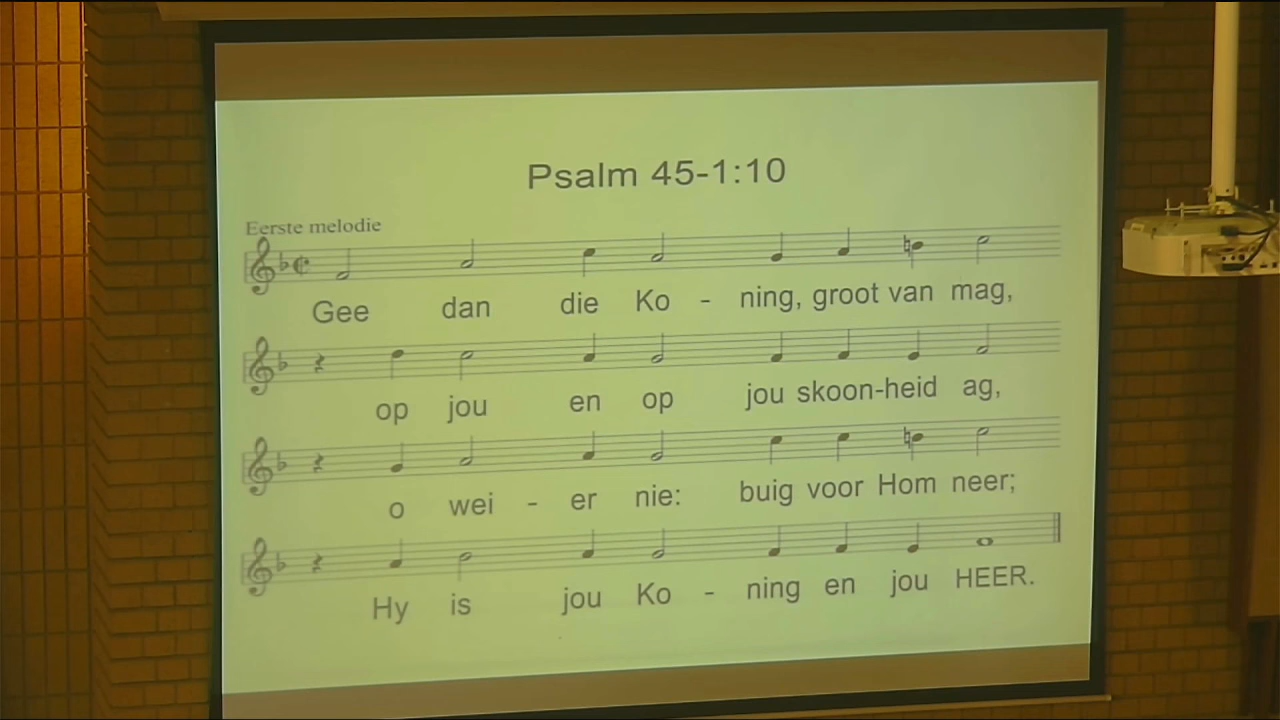 Psalm 45-1:10
Eerste melodie
Gee dan die Ko - ning, groot van mag,
op jou en op jou skoon-heid ag,
o wei - er nie: buig voor Hom neer;
Hy is jou Ko - ning en jou HEER.